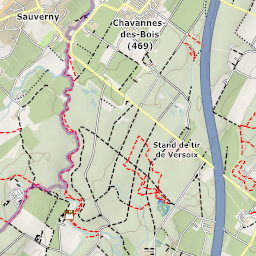 Sauverny
Chavannes-
des-Bois
(469)
Stand de tir
de Versoix